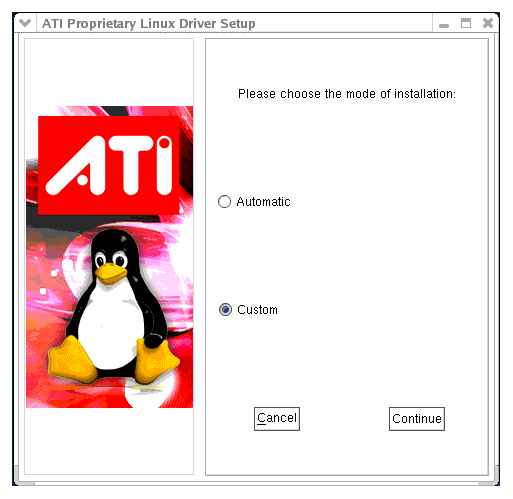 ATI Proprietary Linux Driver Setup
ATI
Please choose the mode of installation:
Automatic
Custom
Cancel
Continue